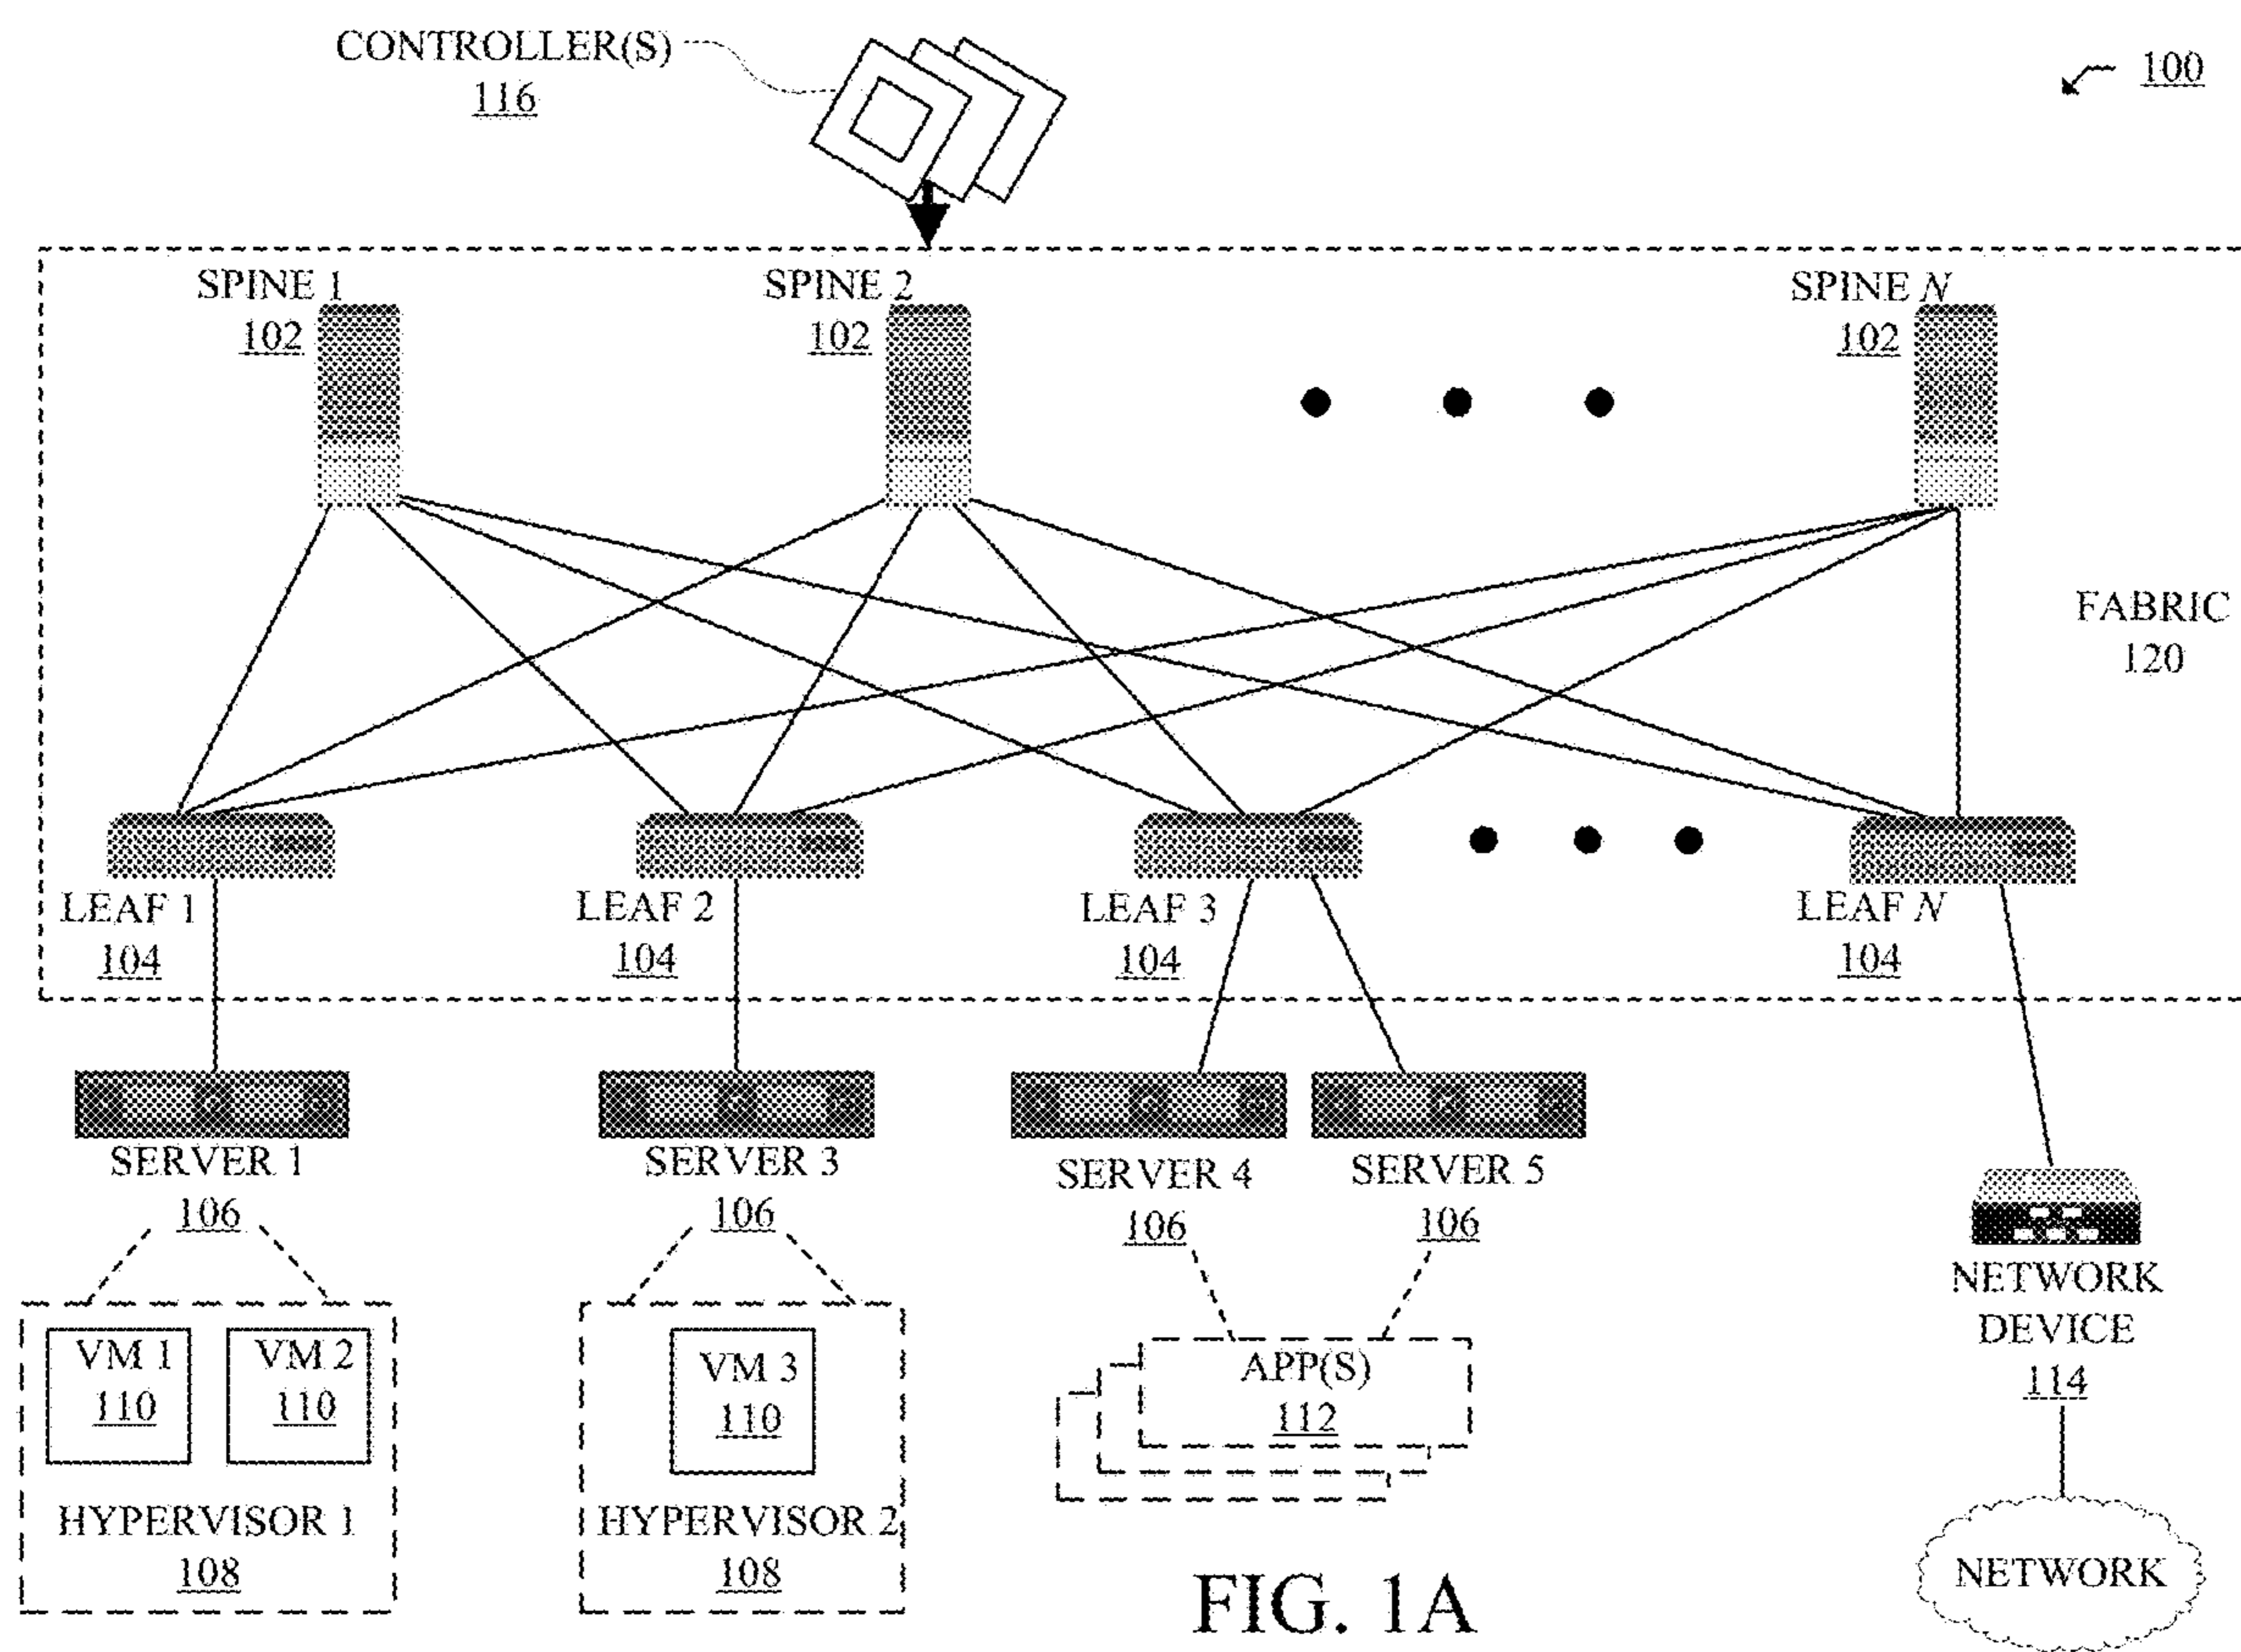 CONTROLLER(S)
116
100
SPINE 1
102
SPINE 2
102
SPINE N
102
FABRIC
120
LEAF 1
104
LEAF 2
104
LEAF 3
104
LEAF N
104
SERVER 1
106
SERVER 3
106
SERVER 4
106
SERVER 5
106
NETWORK
DEVICE
114
VM 1
110
VM 2
110
HYPERVISOR 1
108
VM 3
110
HYPERVISOR 2
108
APP(S)
112
NETWORK
FIG. 1A